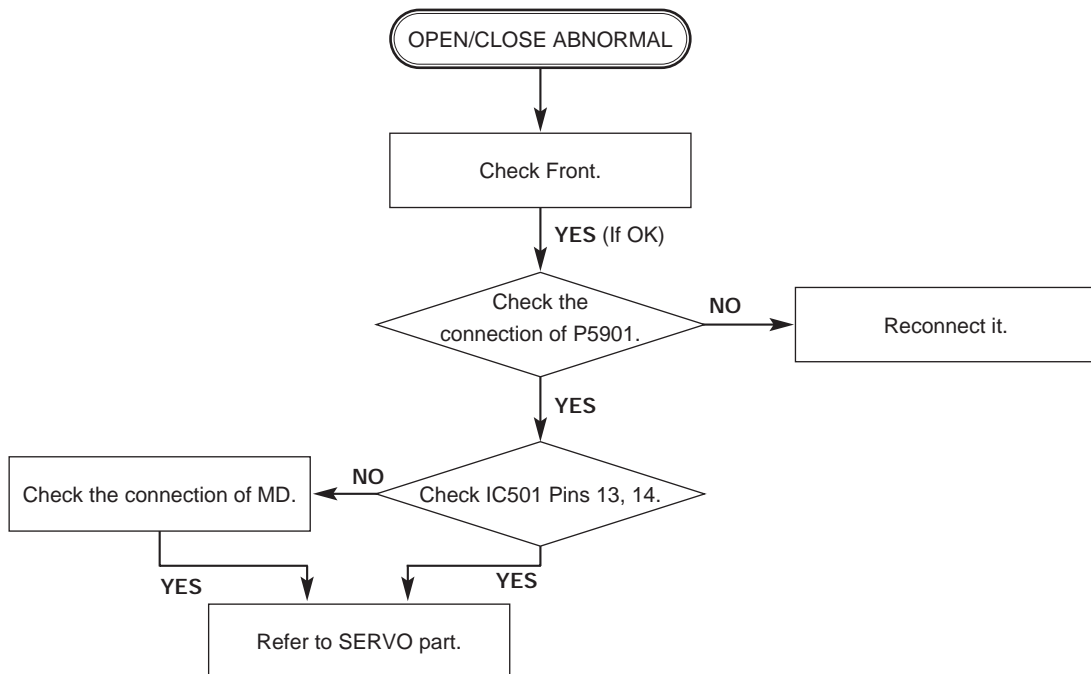 OPEN/CLOSE ABNORMAL
Check Front.
YES (If OK)
Check the
connection of P5901.
NO
Reconnect it.
YES
Check IC501 Pins 13, 14.
NO
Check the connection of MD.
YES
YES
Refer to SERVO part.